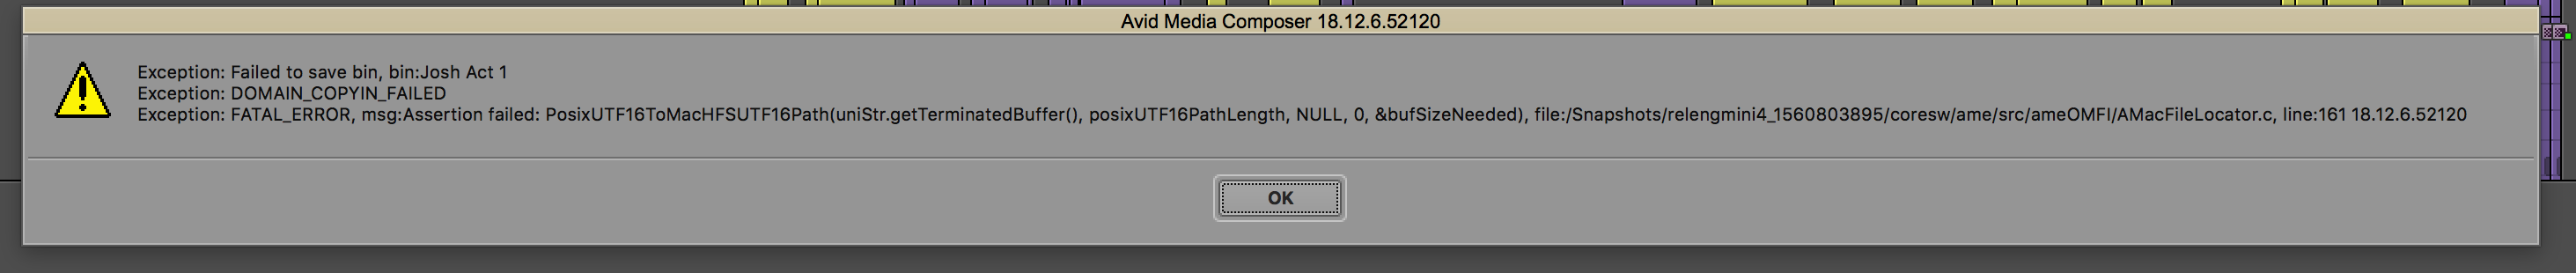 Avid Media Composer 18.12.6.52120
Exception: Failed to save bin, bin:Josh Act 1
Exception: DOMAIN_COPYIN_FAILED
Exception: FATAL_ERROR, msg:Assertion failed: PosixUTF16ToMacHFSUTF16Path(uniStr.getTerminatedBuffer(), posixUTF16PathLength, NULL, 0, &bufSizeNeeded), file:/Snapshots/relengmini4_1560803895/coresw/ame/src/ameOMFI/AMacFileLocator.c, line:161 18.12.6.52120
OK